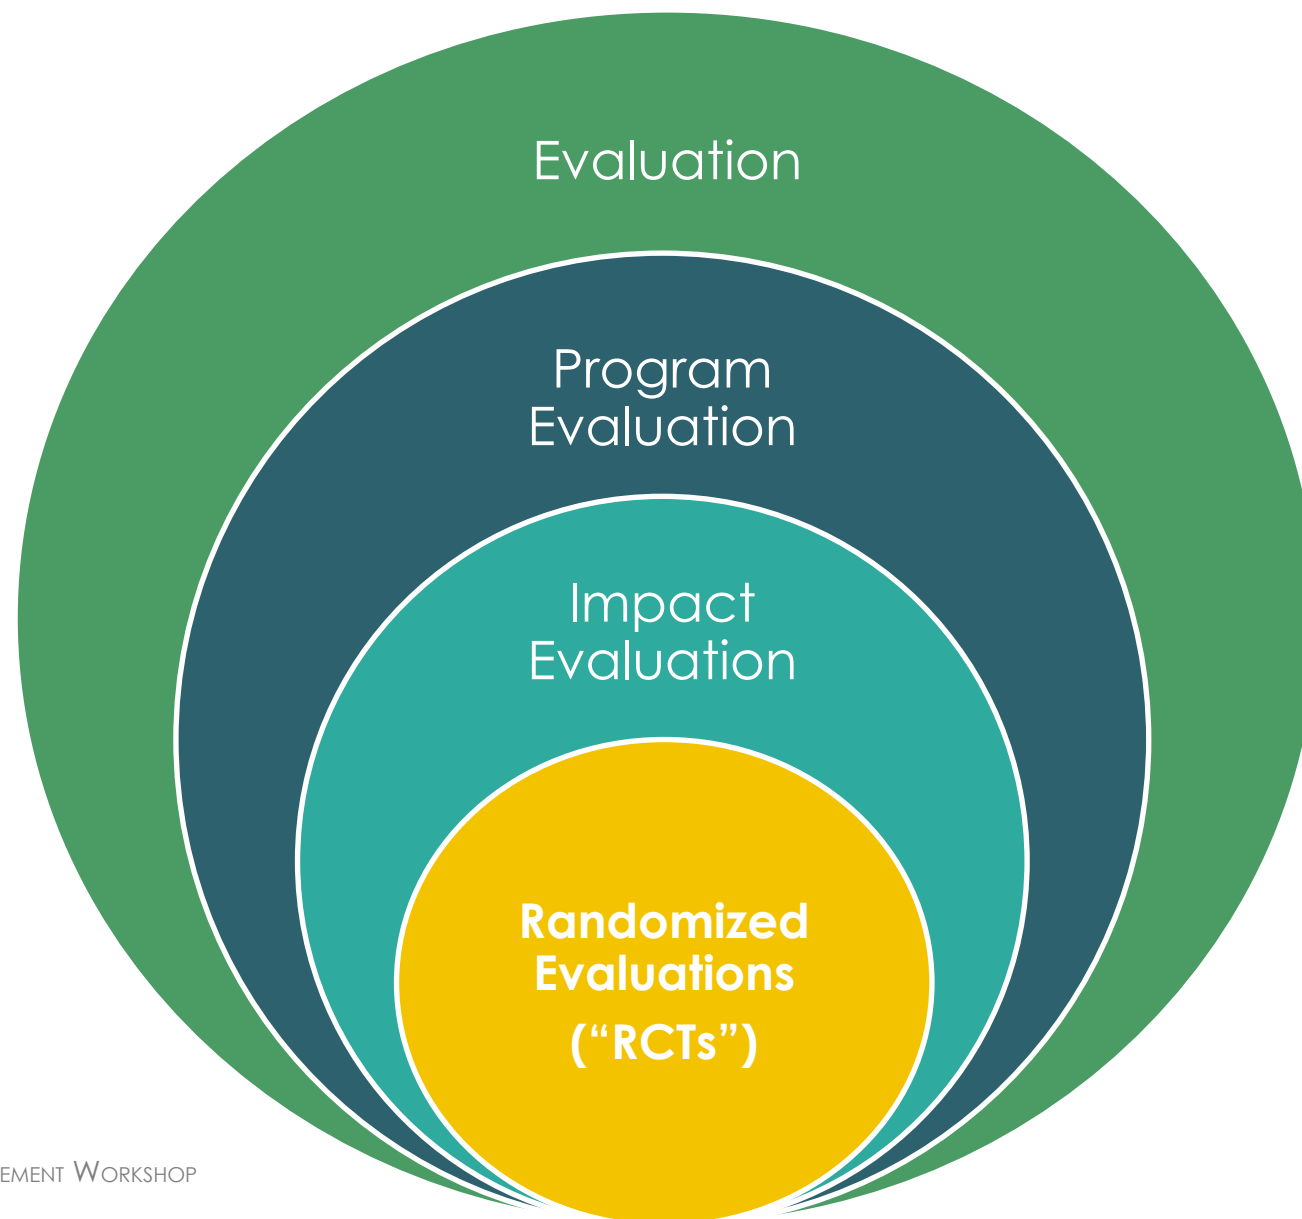 Evaluation
Program
Evaluation
Impact
Evaluation
Randomized
Evaluations
(“RCTs”)
EMENT WORKSHOP